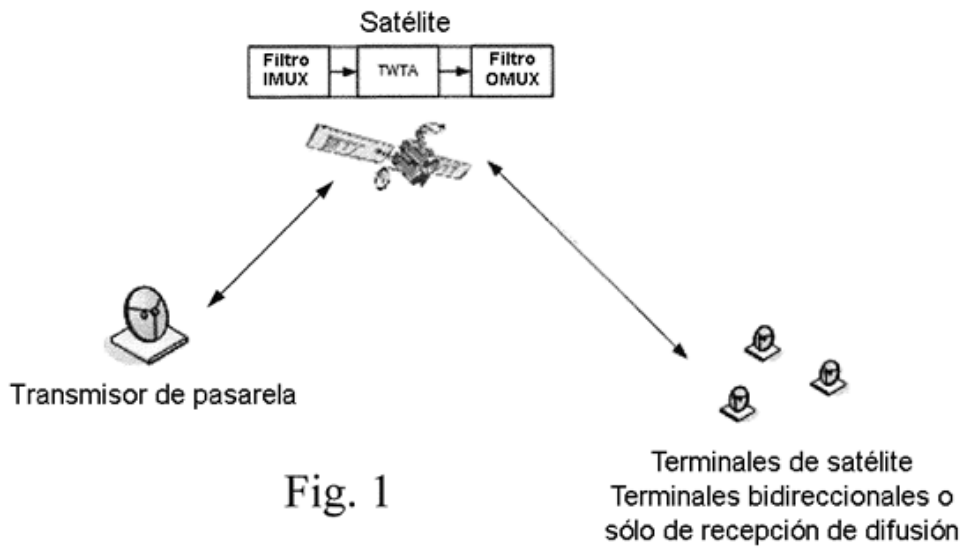 Satélite
Filtro
IMUX
TWTA
Filtro
OMUX
Transmisor de pasarela
Terminales de satélite
Terminales bidireccionales o
sólo de recepción de difusión
Fig. 1